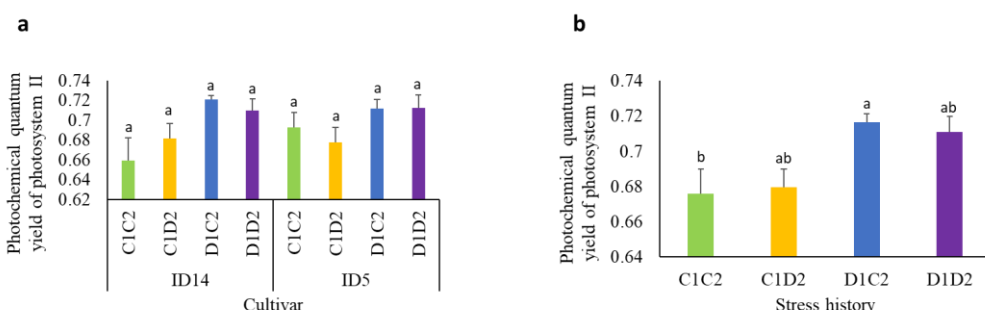 a
Photochemical quantum
yield of photosystem II
0.74
0.72
0.7
0.68
0.66
0.64
0.62
a
a
a
a
a
a
a
a
C1C2
C1D2
D1C2
D1D2
C1C2
C1D2
D1C2
D1D2
ID14
ID5
Cultivar
b
Photochemical quantum
yield of photosystem II
0.74
0.72
0.7
0.68
0.66
0.64
b
ab
a
ab
C1C2
C1D2
D1C2
D1D2
Stress history